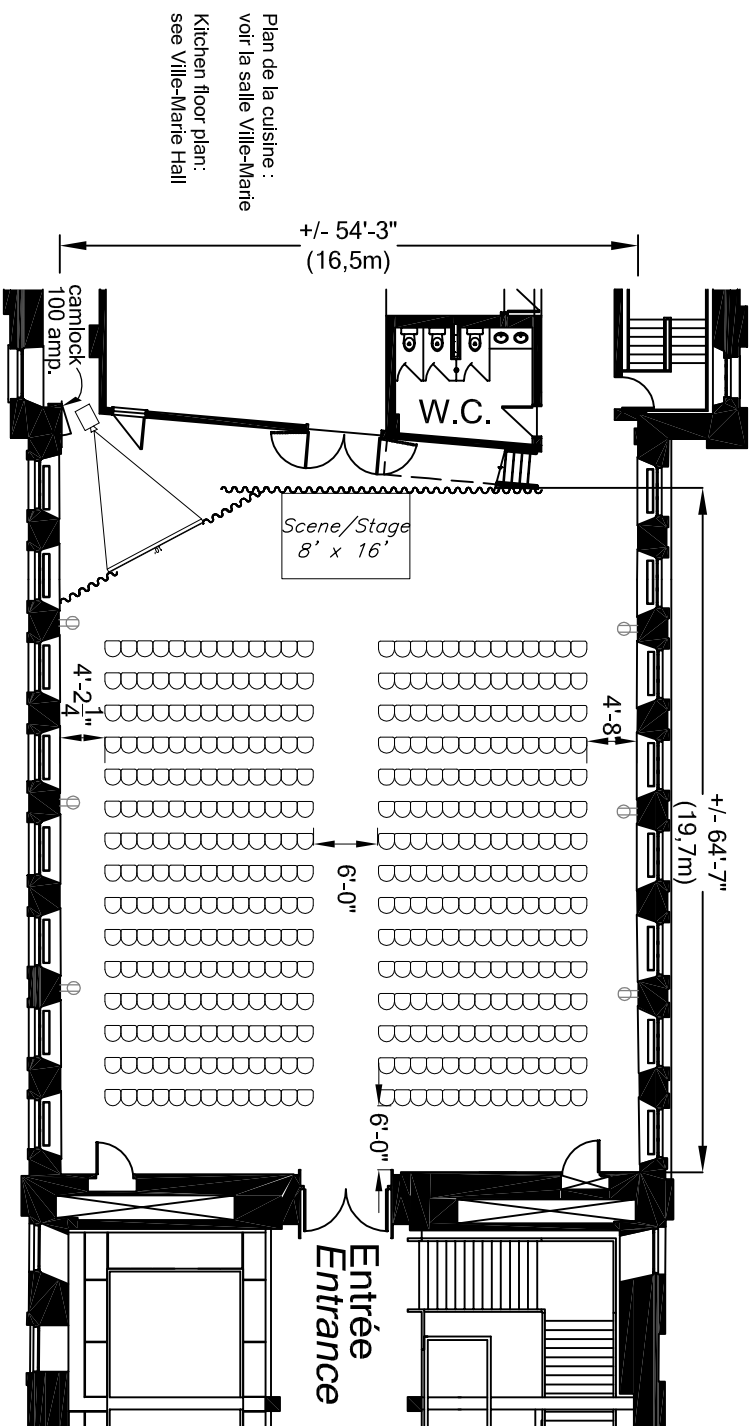 Plan de la cuisine :
voir la salle Ville-Marie
Kitchen floor plan:
see Ville-Marie Hall
+/- 54'-3"
(16,5m)
camlock
100 amp.
W.C.
Scene/Stage
8' x 16'
4'-2 1/4"
4'-8"
+/- 64'-7"
(19,7m)
6'-0"
6'-0"
Entrée
Entrance